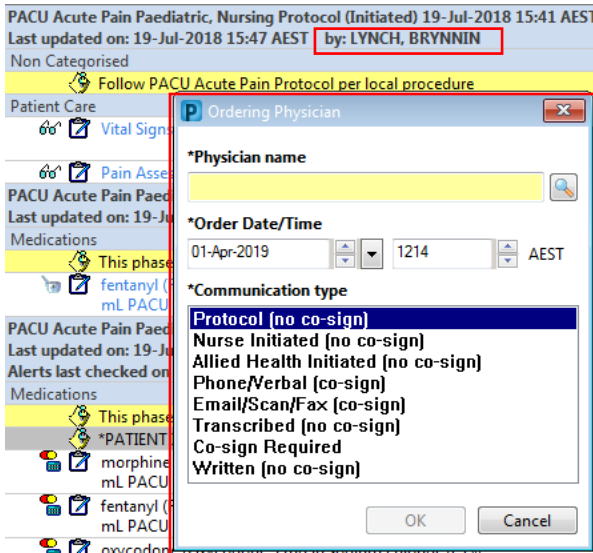 PACU Acute Pain Paediatric, Nursing Protocol (Initiated) 19-Jul-2018 15:41 AEST
Last updated on: 19-Jul-2018 15:47 AEST by: LYNCH, BRYNNIN
Non Categorised
Follow PACU Acute Pain Protocol per local procedure
Patient Care
Vital Signs
Pain Asse
PACU Acute Pain Paed
Last updated on: 19-Ju
Medications
This phase
fentanyl (
mL PACU
PACU Acute Pain Paed
Last updated on: 19-Ju
Alerts last checked on
Medications
This phase
*PATIENT
morphine
mL PACU
fentanyl (
mL PACU
Ordering Physician
*Physician name
*Order Date/Time
01-Apr-2019 1214 AEST
*Communication type
Protocol (no co-sign)
Nurse Initiated (no co-sign)
Allied Health Initiated (no co-sign)
Phone/Verbal (co-sign)
Email/Scan/Fax (co-sign)
Transcribed (no co-sign)
Co-sign Required
Written (no co-sign)
OK Cancel